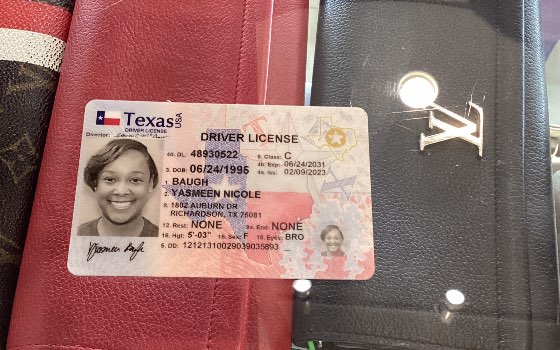 Texas USA
DRIVER LICENSE
Director:
DRIVER LICENSE
4d. DL: 48930522 9. Class: C
3. DOB: 06/24/1995 4b. Exp: 06/24/2031
4a. Iss: 02/09/2023
1. BAUGH
2. YASMEEN NICOLE
8. 1802 AUBURN DR
RICHARDSON, TX 75081
12. Rest: NONE 9a. End: NONE
16. Hgt: 5'-03" 15. Sex: F 18. Eyes: BRO
5. DD: 12121310029039035893
LV